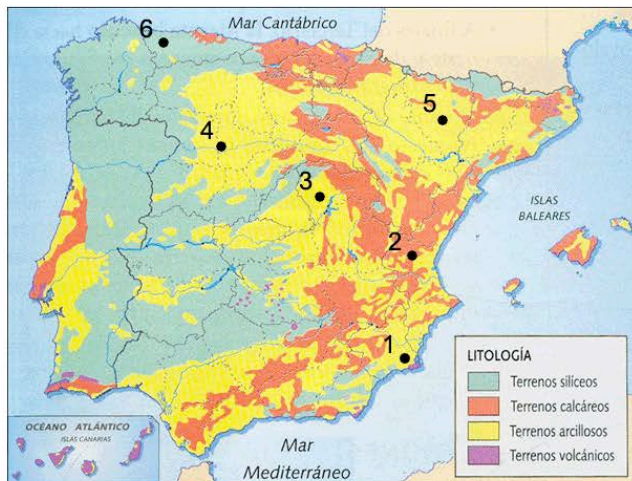 Mar Cantábrico
6
5
4
3
ISLAS
BALEARES
2
1
LITOLOGÍA
Terrenos silíceos
Terrenos calcáreos
Terrenos arcillosos
Terrenos volcánicos
OCÉANO ATLÁNTICO
ISLAS CANARIAS
Mar
Mediterráneo